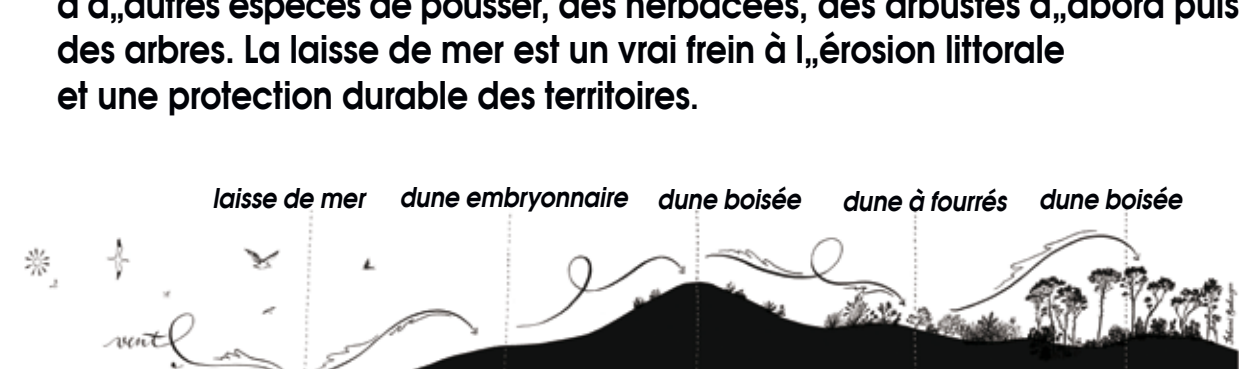 d'd„autres espèces de pousser, des herbacées, des arbustes d„abord puis
des arbres. La laisse de mer est un vrai frein à l„érosion littorale
et une protection durable des territoires.
laisse de mer dune embryonnaire dune boisée dune à fourrés dune boisée
vent